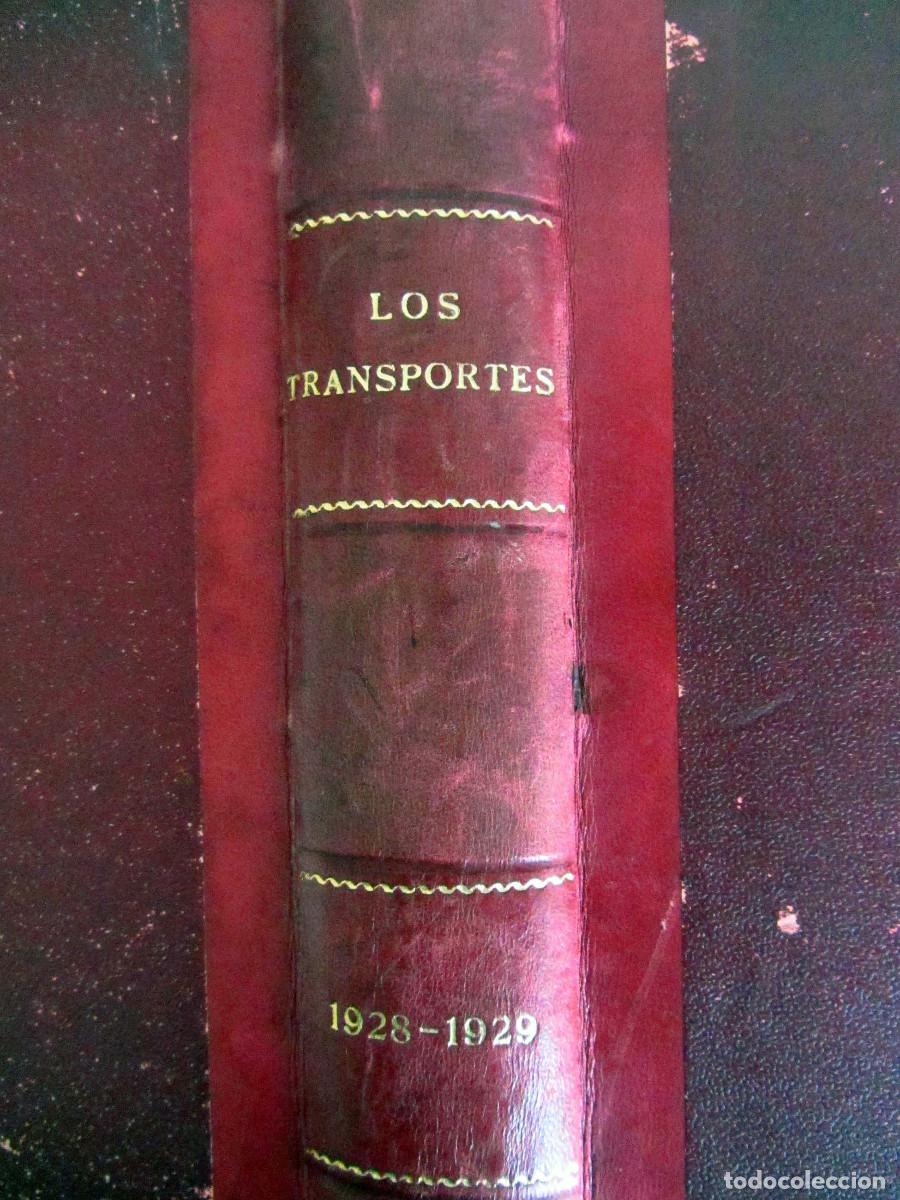 LOS
TRANSPORTES
1928-1929
todocoleccion